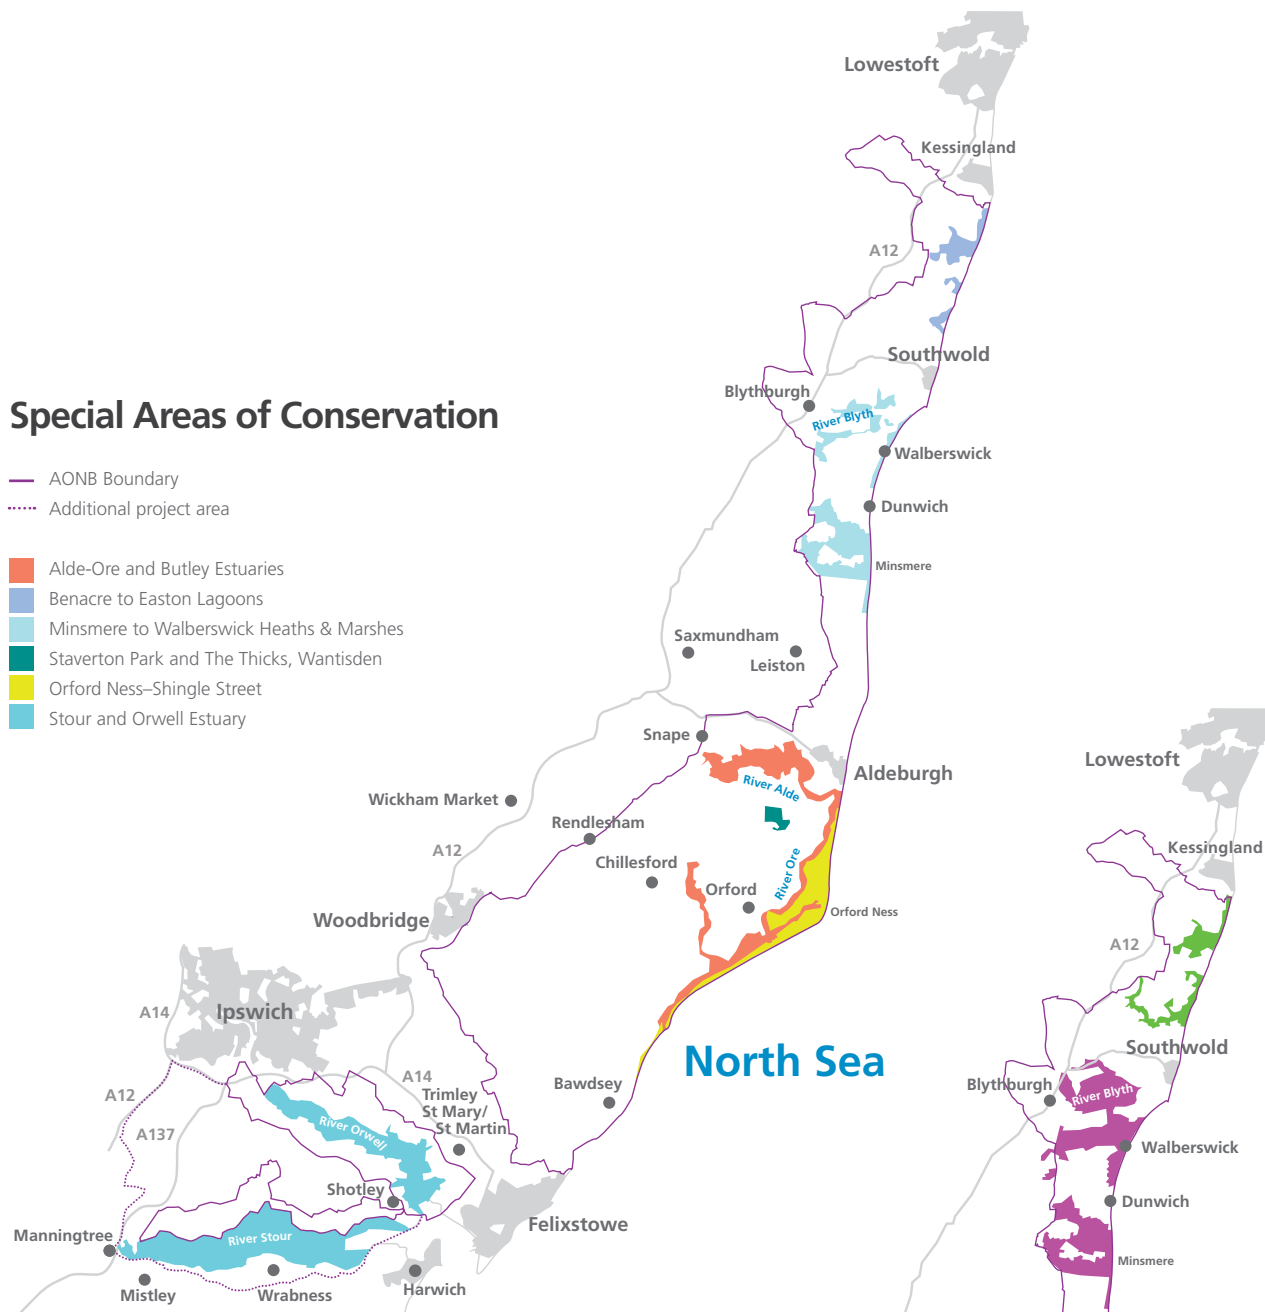 Special Areas of Conservation
AONB Boundary
Additional project area
Alde-Ore and Butley Estuaries
Benacre to Easton Lagoons
Minsmere to Walberswick Heaths & Marshes
Staverton Park and The Thicks, Wantisden
Orford Ness–Shingle Street
Stour and Orwell Estuary
Lowestoft
Kessingland
A12
Southwold
Blythburgh
River Blyth
Walberswick
Dunwich
Minsmere
Saxmundham
Leiston
Snape
Aldeburgh
River Alde
Wickham Market
Rendlesham
A12
Chillesford
River Ore
Orford
Orford Ness
Woodbridge
Ipswich
A14
North Sea
Bawdsey
A14
Trimley
St Mary/
St Martin
A12
A137
River Orwell
Shotley
Felixstowe
Manningtree
River Stour
Mistley
Wrabness
Harwich
Lowestoft
Kessingland
A12
Southwold
Blythburgh
River Blyth
Walberswick
Dunwich
Minsmere